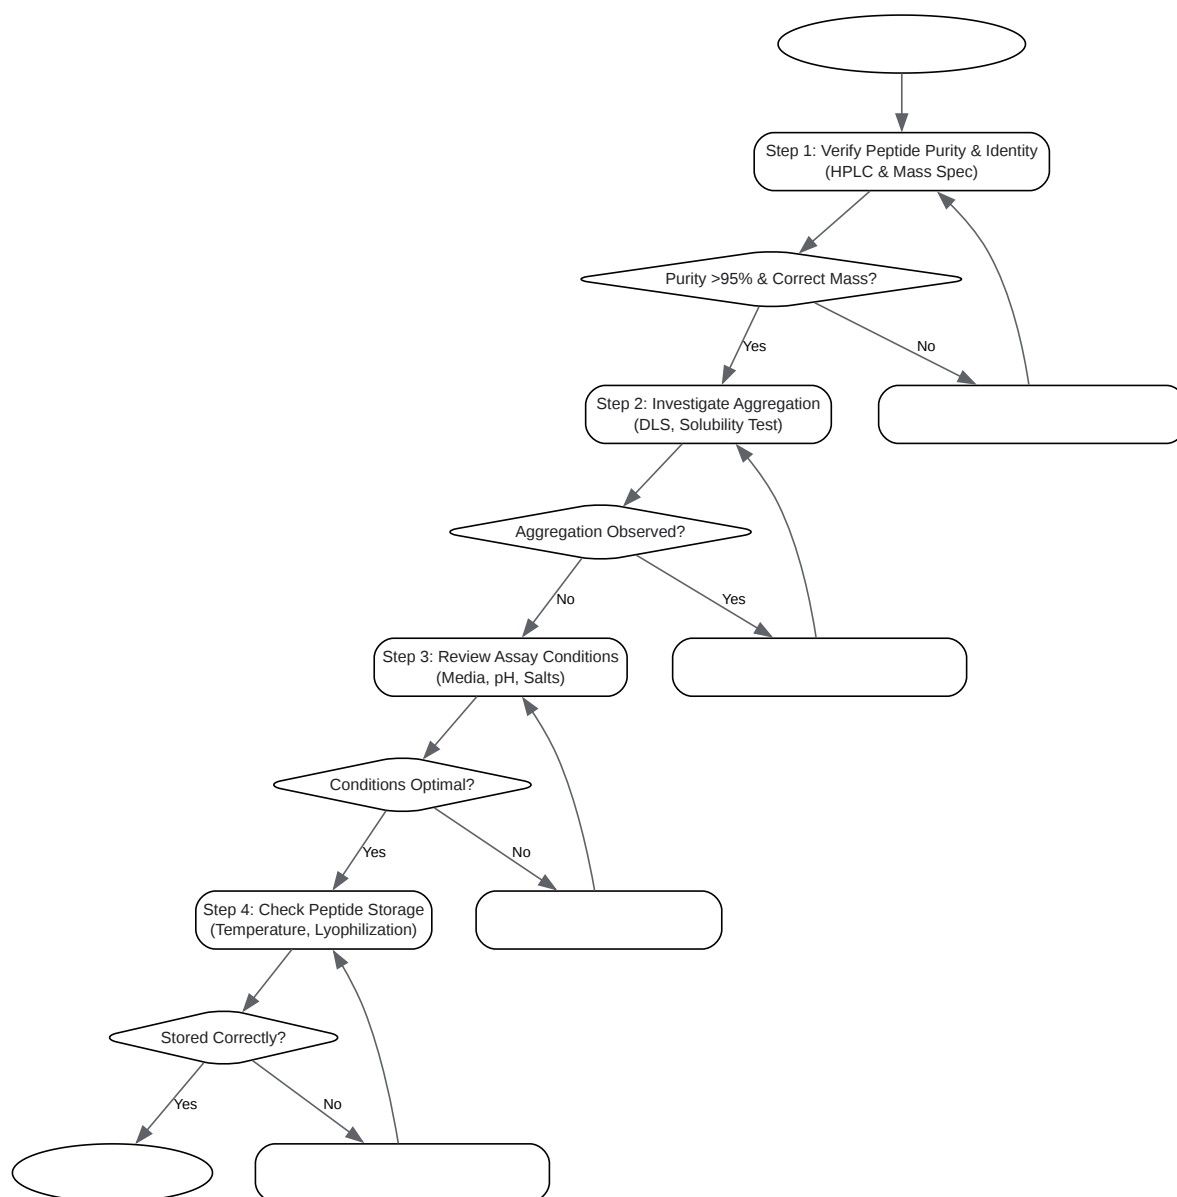 Step 1: Verify Peptide Purity & Identity
(HPLC & Mass Spec)
Purity >95% & Correct Mass?
Yes
No
Step 2: Investigate Aggregation
(DLS, Solubility Test)
Aggregation Observed?
No
Yes
Step 3: Review Assay Conditions
(Media, pH, Salts)
Conditions Optimal?
Yes
No
Step 4: Check Peptide Storage
(Temperature, Lyophilization)
Stored Correctly?
Yes
No